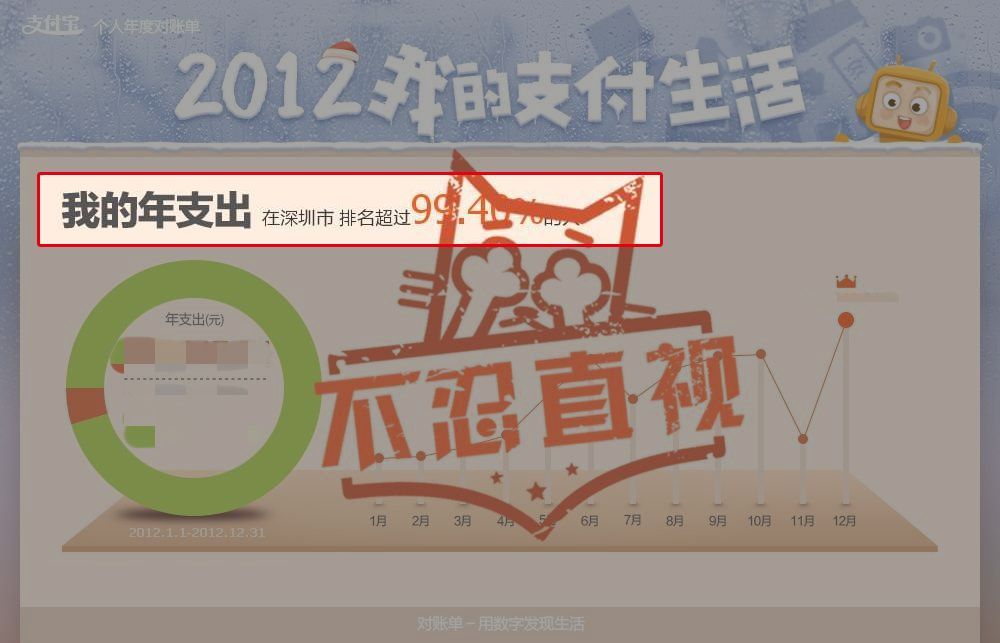 支付宝 个人年度对账单
2012我的支付生活
我的年支出 在深圳市 排名超过99.40%的人
年支出(元)
不忍直视
1月 2月 3月 4月 5月 6月 7月 8月 9月 10月 11月 12月
2012.1.1-2012.12.31
对账单－用数字发现生活